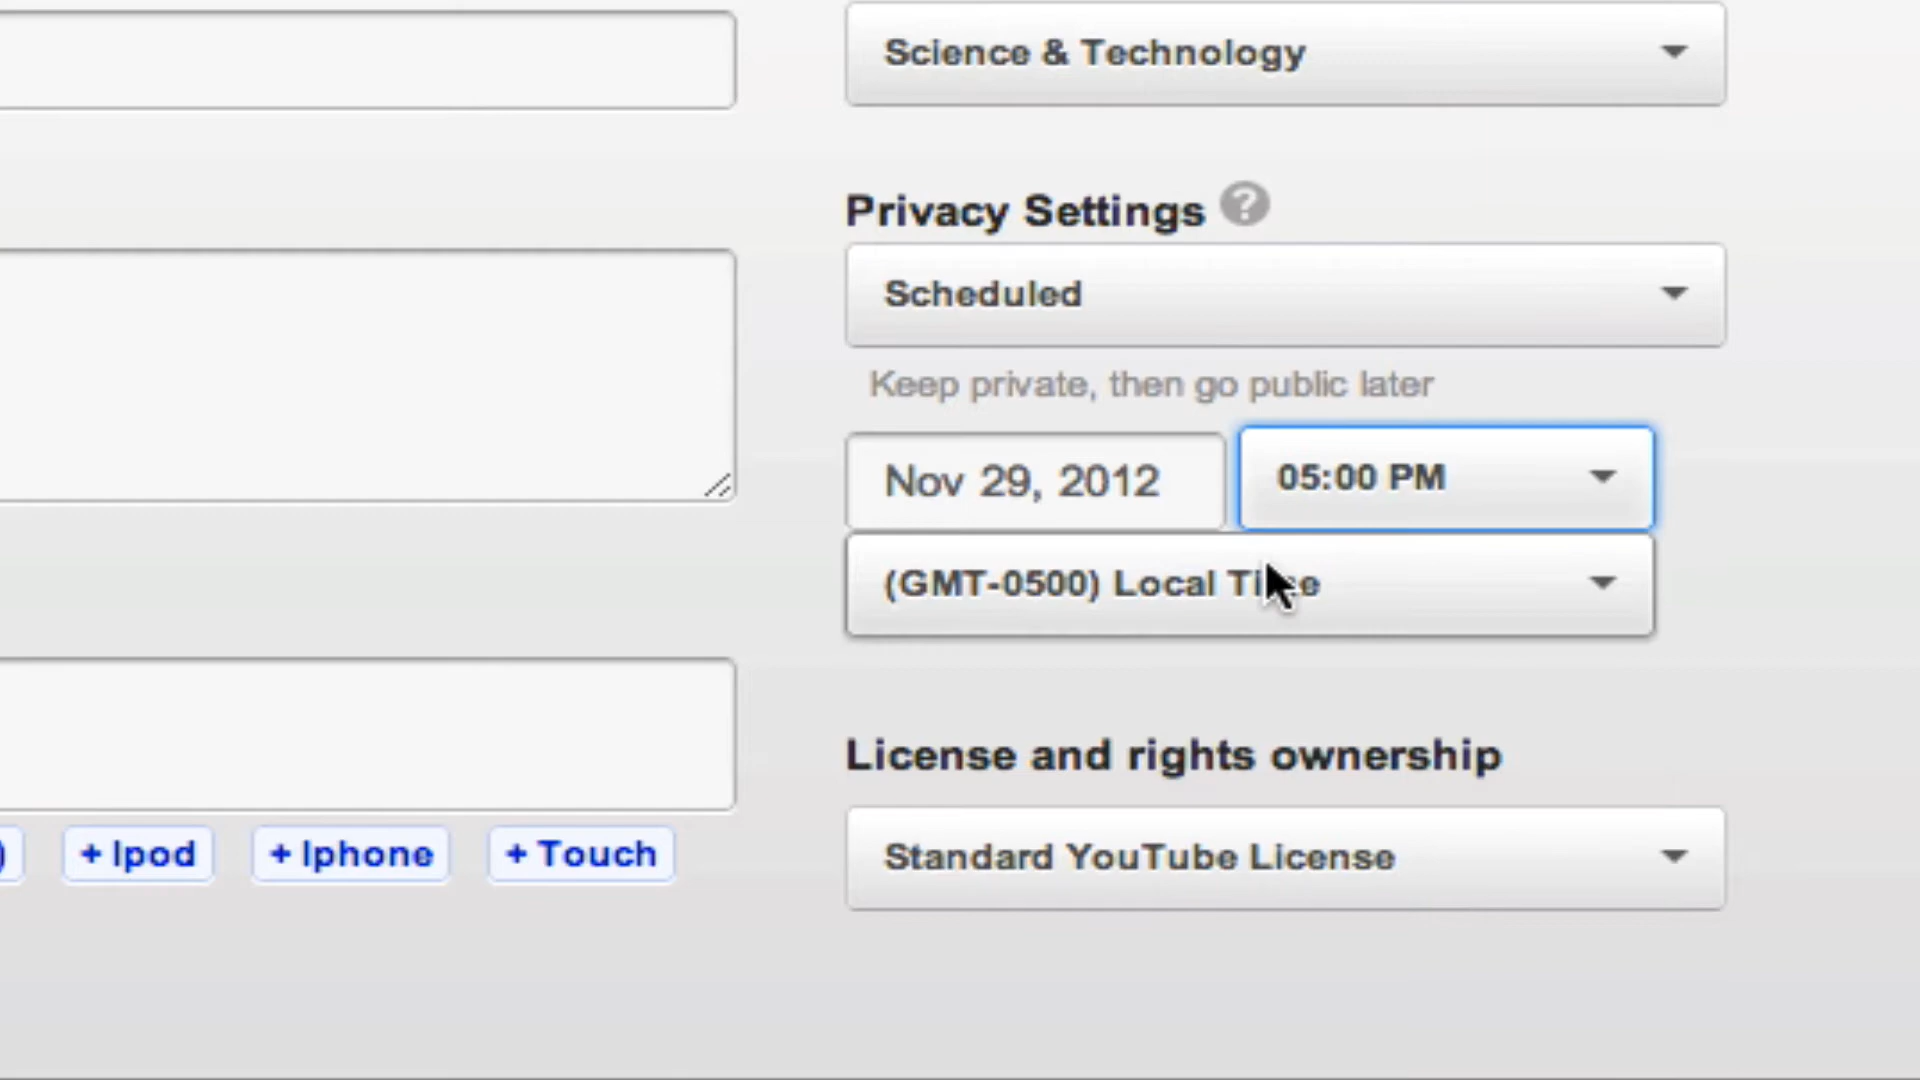 Science & Technology
Privacy Settings ?
Scheduled
Keep private, then go public later
Nov 29, 2012
05:00 PM
(GMT-0500) Local
License and rights ownership
Standard YouTube License
)
+ Ipod
+ Iphone
+ Touch